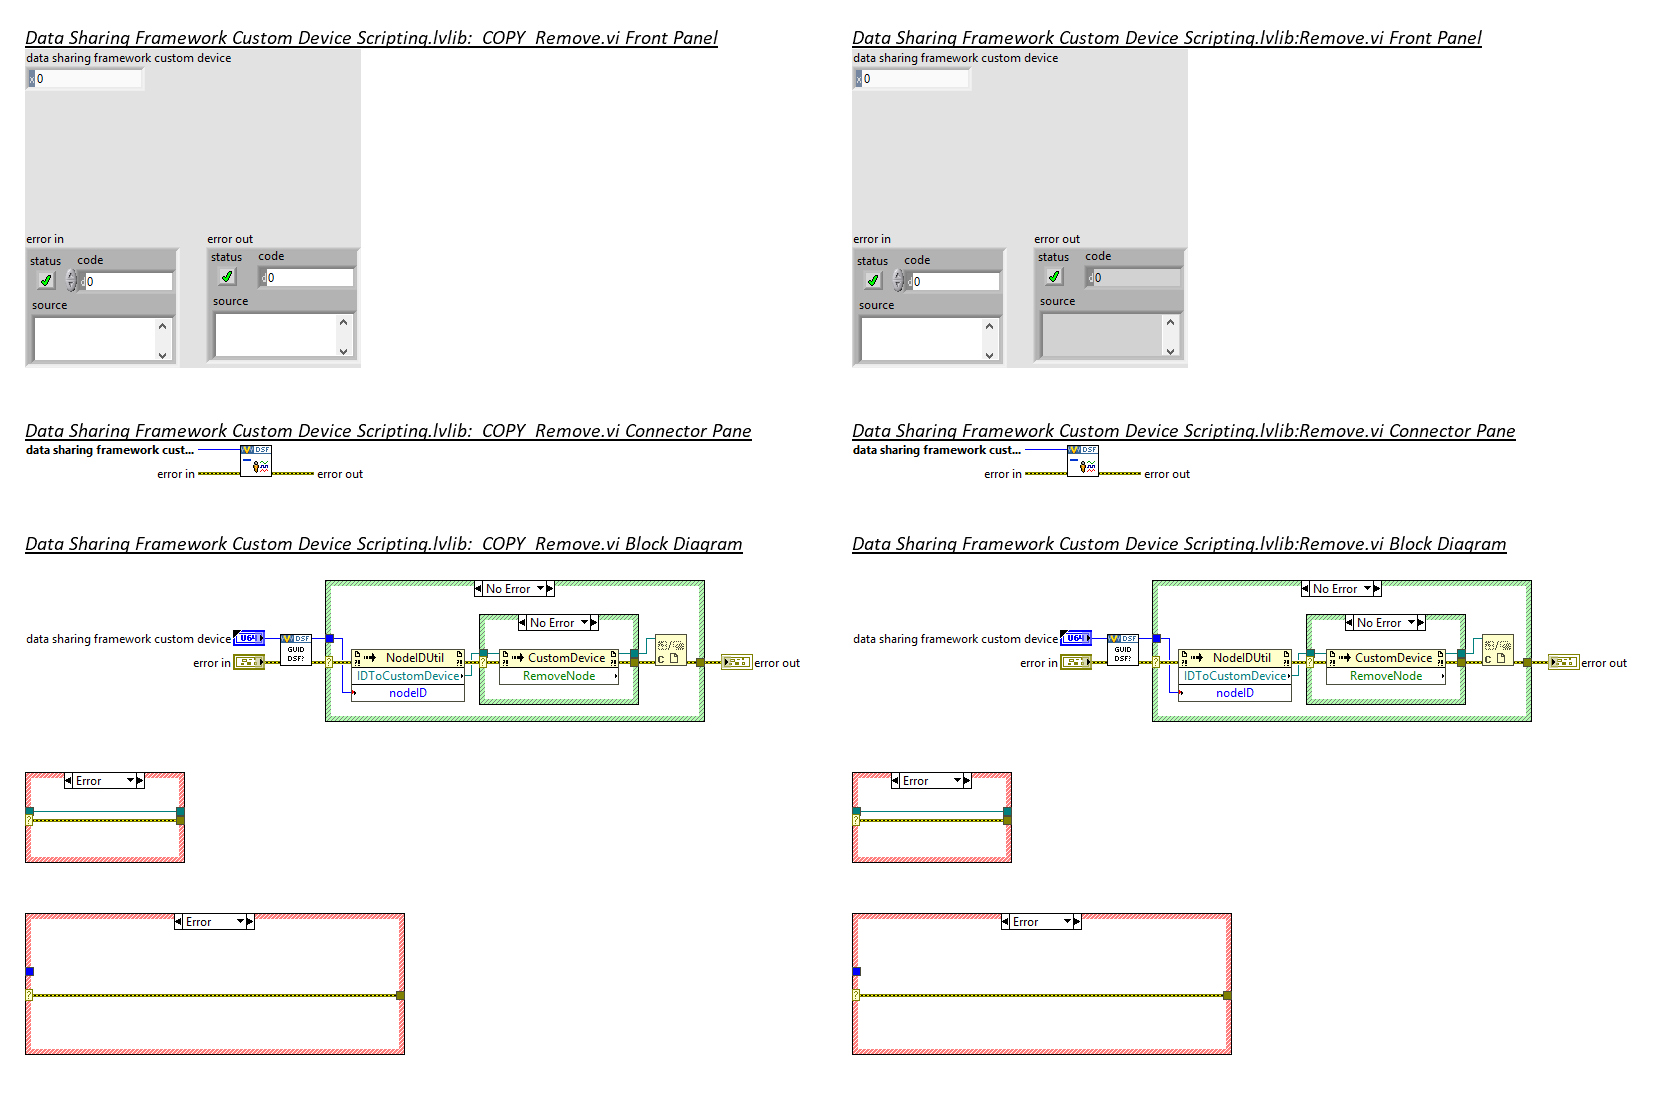 Data Sharing Framework Custom Device Scripting.lvlib:  COPY  Remove.vi Front Panel
data sharing framework custom device
x 0
error in
error out
status
code
d 0
source
status
code
d 0
source
Data Sharing Framework Custom Device Scripting.lvlib:  COPY  Remove.vi Connector Pane
data sharing framework cust...
DSF
error in
error out
Data Sharing Framework Custom Device Scripting.lvlib:  COPY  Remove.vi Block Diagram
No Error
No Error
data sharing framework custom device
U64
DSF
GUID
DSF?
error in
NodeIDUtil
IDToCustomDevice
nodeID
CustomDevice
RemoveNode
C
error out
Error
?
Error
?
Data Sharing Framework Custom Device Scripting.lvlib:Remove.vi Front Panel
data sharing framework custom device
x 0
error in
error out
status
code
d 0
source
status
code
d 0
source
Data Sharing Framework Custom Device Scripting.lvlib:Remove.vi Connector Pane
data sharing framework cust...
DSF
error in
error out
Data Sharing Framework Custom Device Scripting.lvlib:Remove.vi Block Diagram
No Error
No Error
data sharing framework custom device
U64
DSF
GUID
DSF?
error in
NodeIDUtil
IDToCustomDevice
nodeID
CustomDevice
RemoveNode
C
error out
Error
?
Error
?